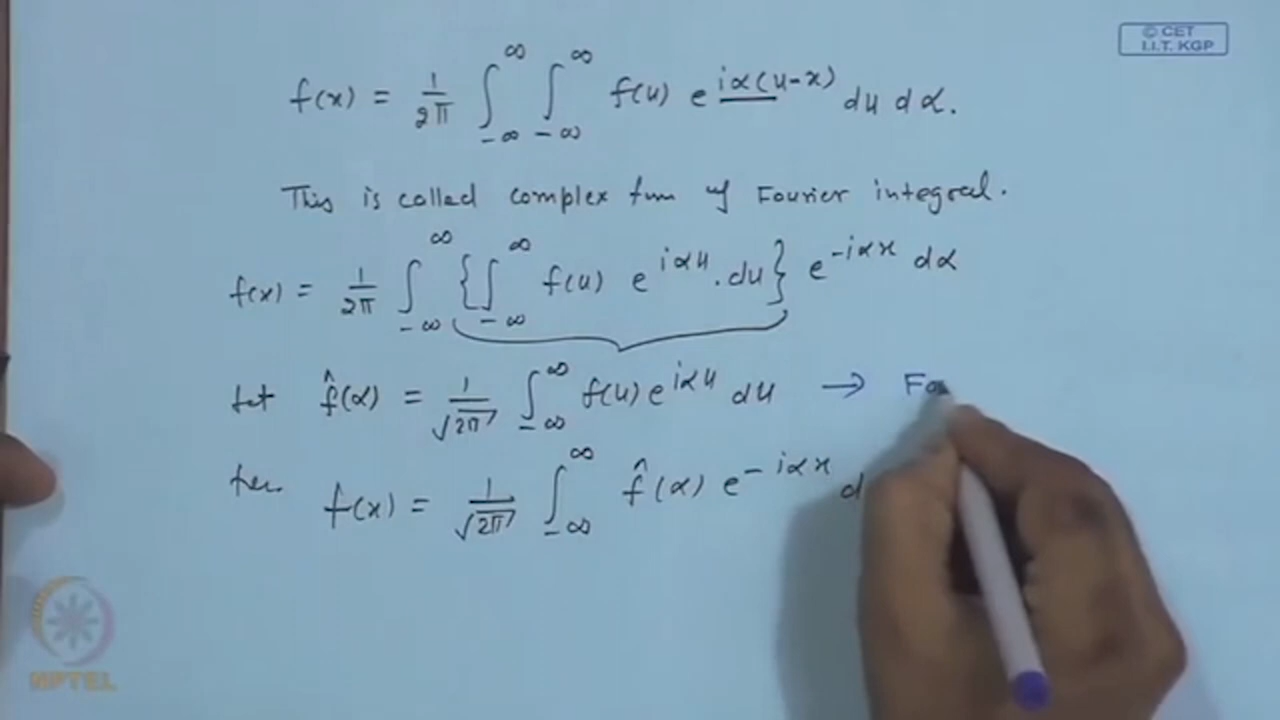 © CET
I.I.T. KGP
f(x) = 1/2π ∫_{-∞}^{∞} ∫_{-∞}^{∞} f(u) e^{iα(u-x)} du dα.
This is called complex form of Fourier integral.
f(x) = 1/2π ∫_{-∞}^{∞} {∫_{-∞}^{∞} f(u) e^{iαu}. du} e^{-iαx} dα
Let f̂(α) = 1/√2π ∫_{-∞}^{∞} f(u) e^{iαu} du → Fo
then f(x) = 1/√2π ∫_{-∞}^{∞} f̂(α) e^{-iαx} d
NPTEL